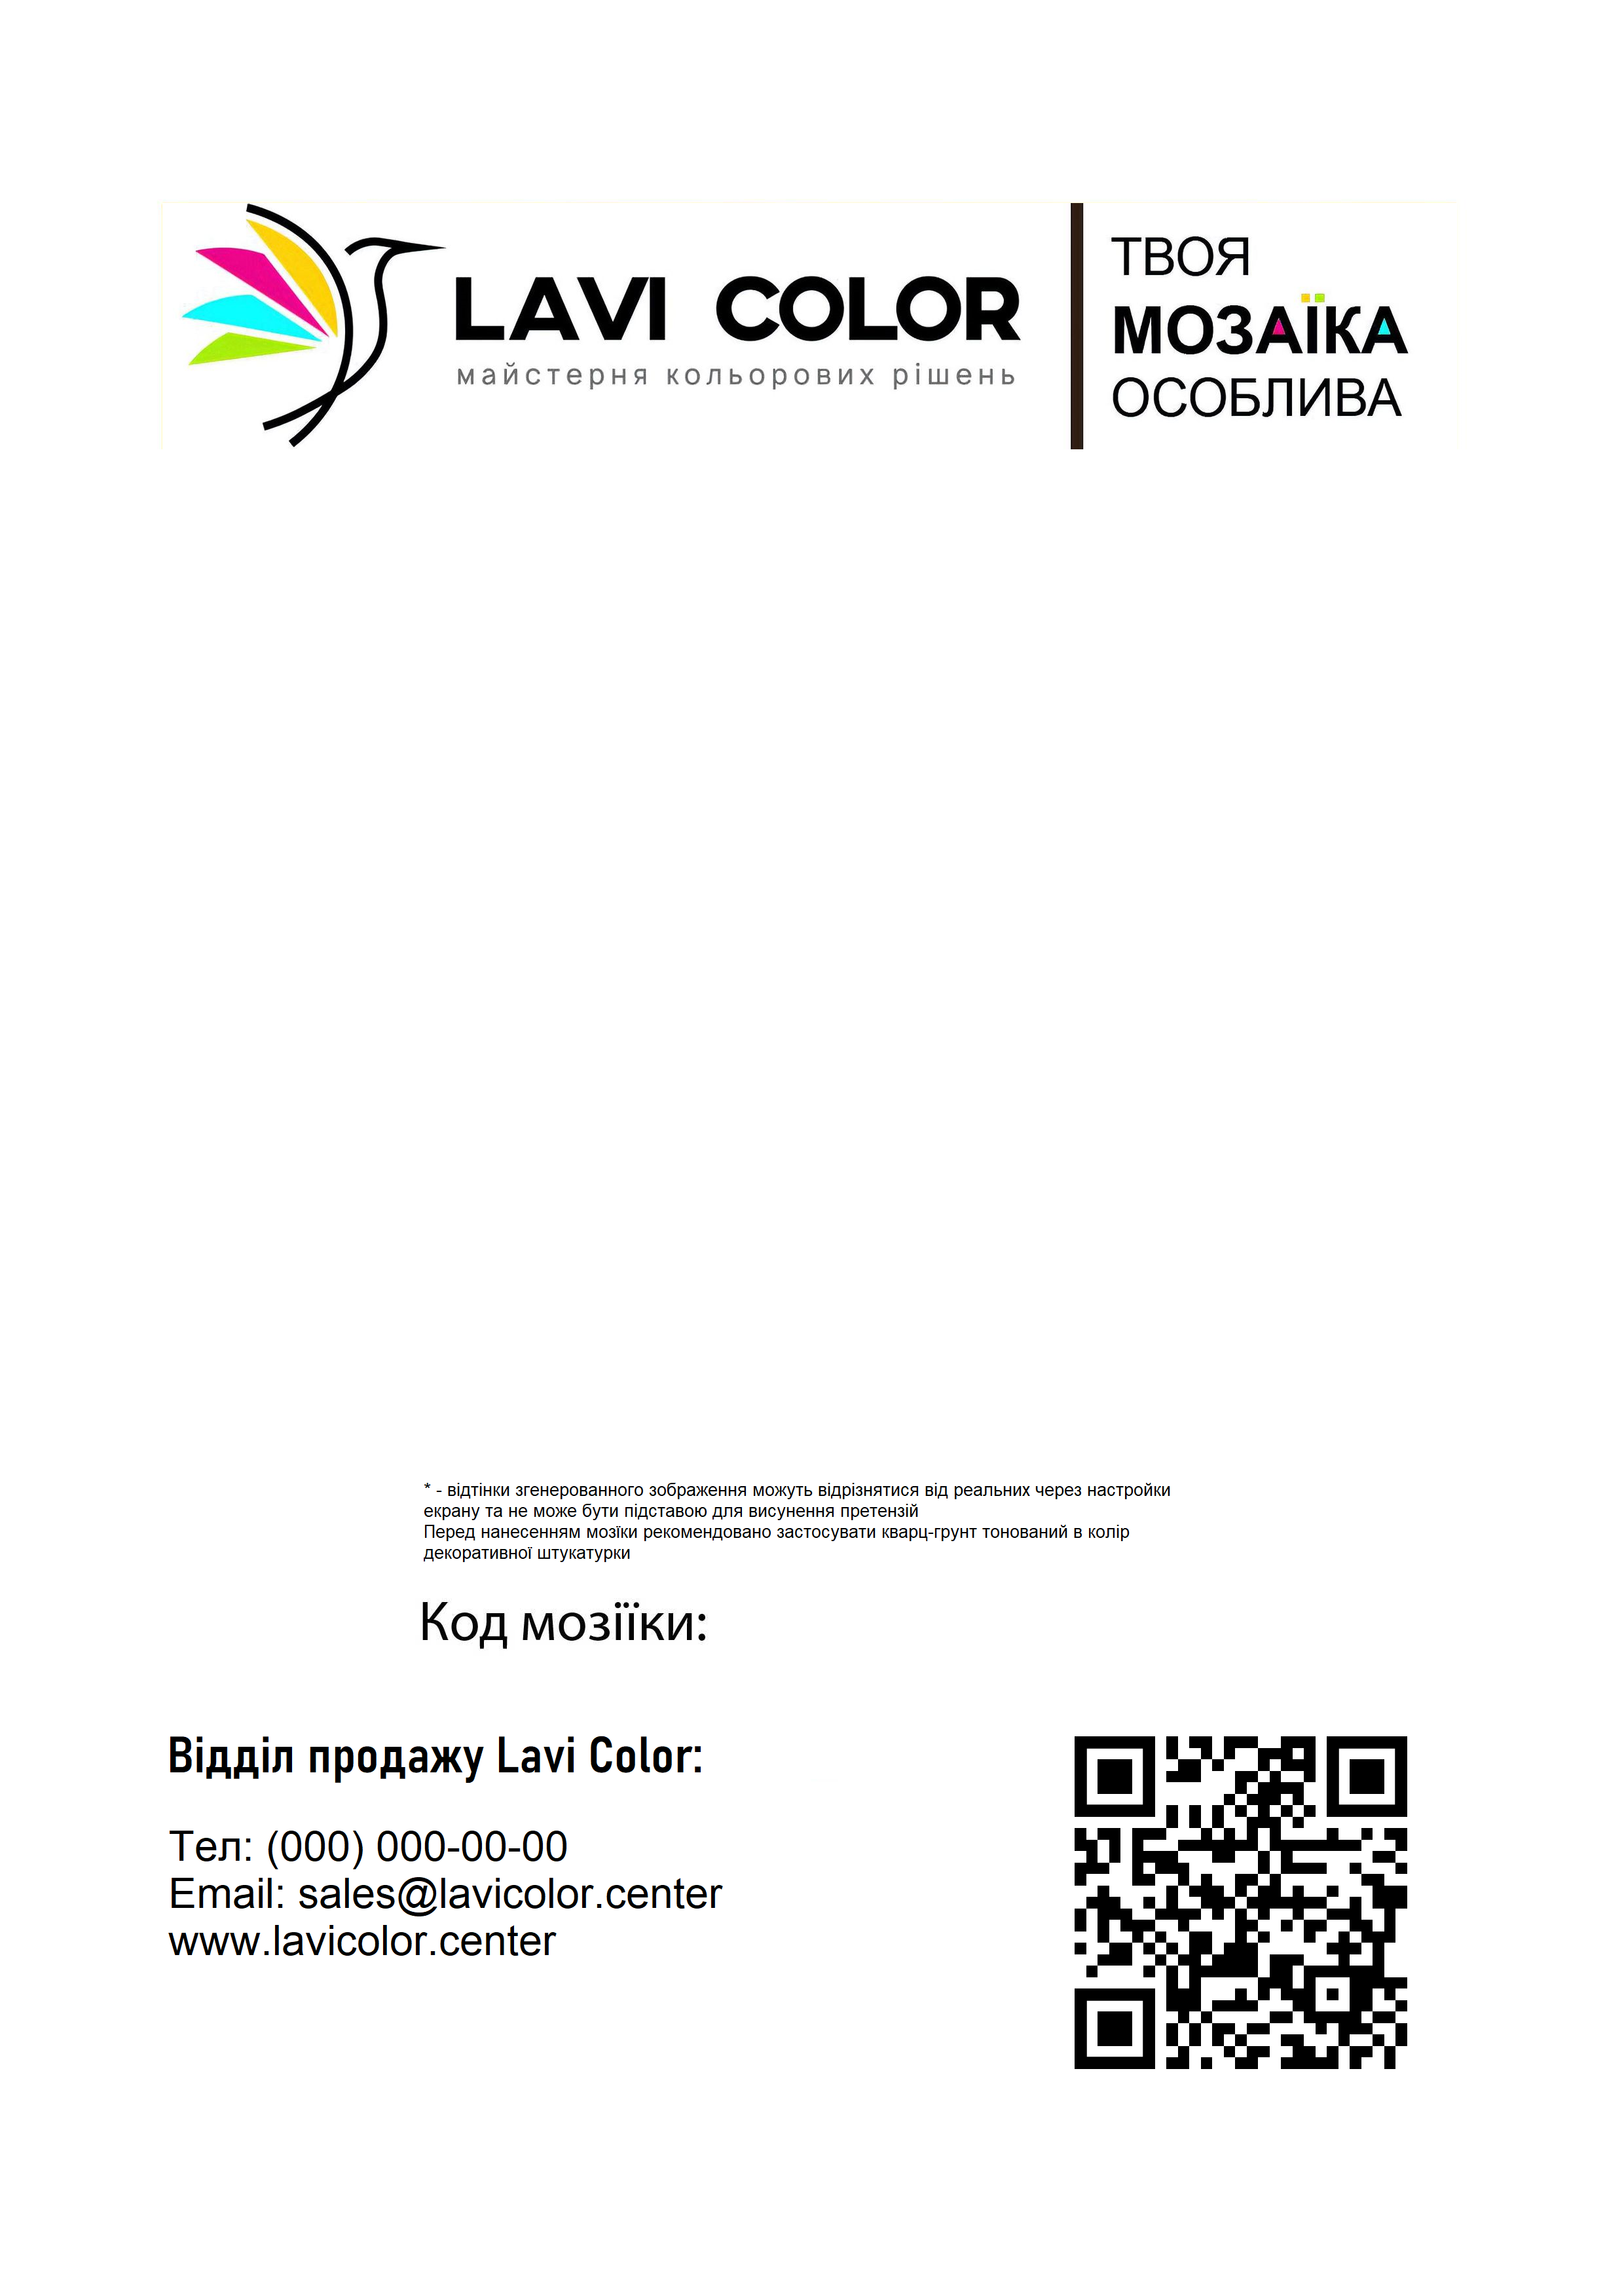 LAVI COLOR
майстерня кольорових рішень
ТВОЯ
МОЗАЇКА
ОСОБЛИВА
* - відтінки згенерованного зображення можуть відрізнятися від реальних через настройки
екрану та не може бути підставою для висунення претензій
Перед нанесенням мозїки рекомендовано застосувати кварц-грунт тонований в колір
декоративної штукатурки
Код мозїїки:
Відділ продажу Lavi Color:
Тел: (000) 000-00-00
Email: sales@lavicolor.center
www.lavicolor.center